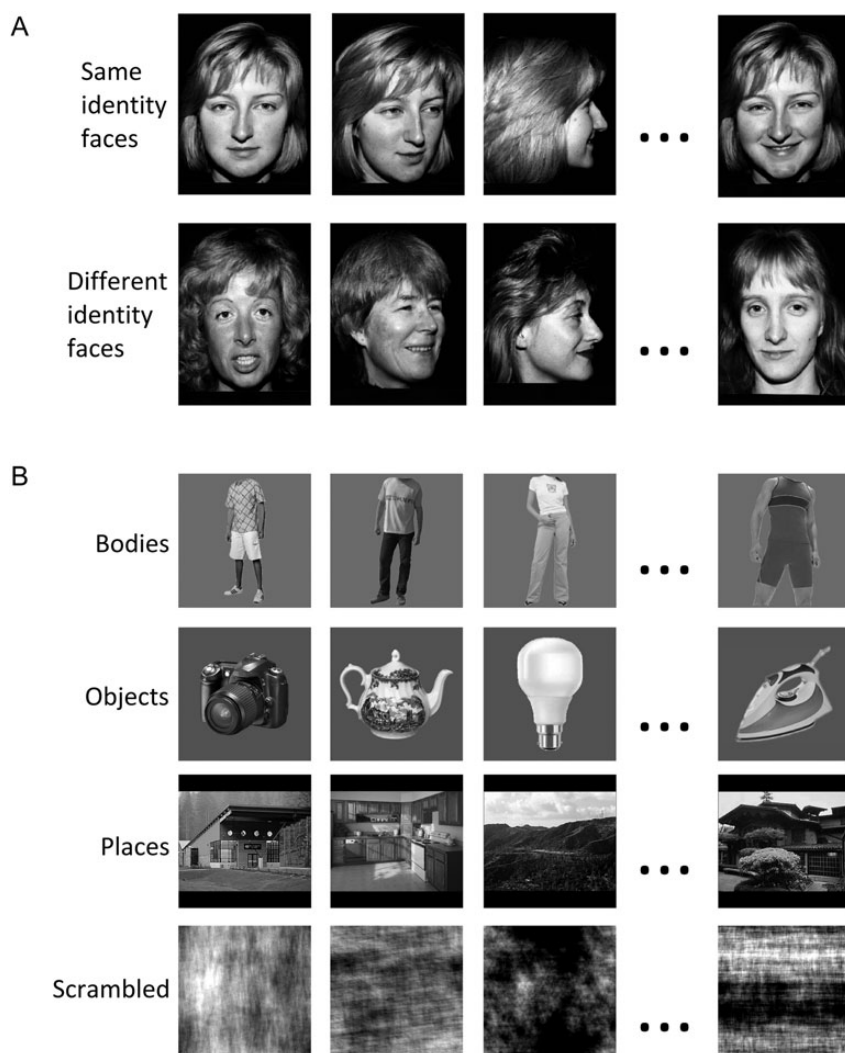 A
Same
identity
faces
Different
identity
faces
B
Bodies
Objects
Places
Scrambled